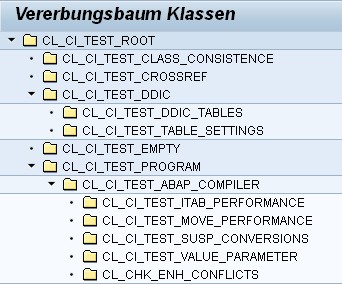 Vererbungsbaum Klassen
CL_CI_TEST_ROOT
CL_CI_TEST_CLASS_CONSISTENCE
CL_CI_TEST_CROSSREF
CL_CI_TEST_DDIC
CL_CI_TEST_DDIC_TABLES
CL_CI_TEST_TABLE_SETTINGS
CL_CI_TEST_EMPTY
CL_CI_TEST_PROGRAM
CL_CI_TEST_ABAP_COMPILER
CL_CI_TEST_ITAB_PERFORMANCE
CL_CI_TEST_MOVE_PERFORMANCE
CL_CI_TEST_SUSP_CONVERSIONS
CL_CI_TEST_VALUE_PARAMETER
CL_CHK_ENH_CONFLICTS